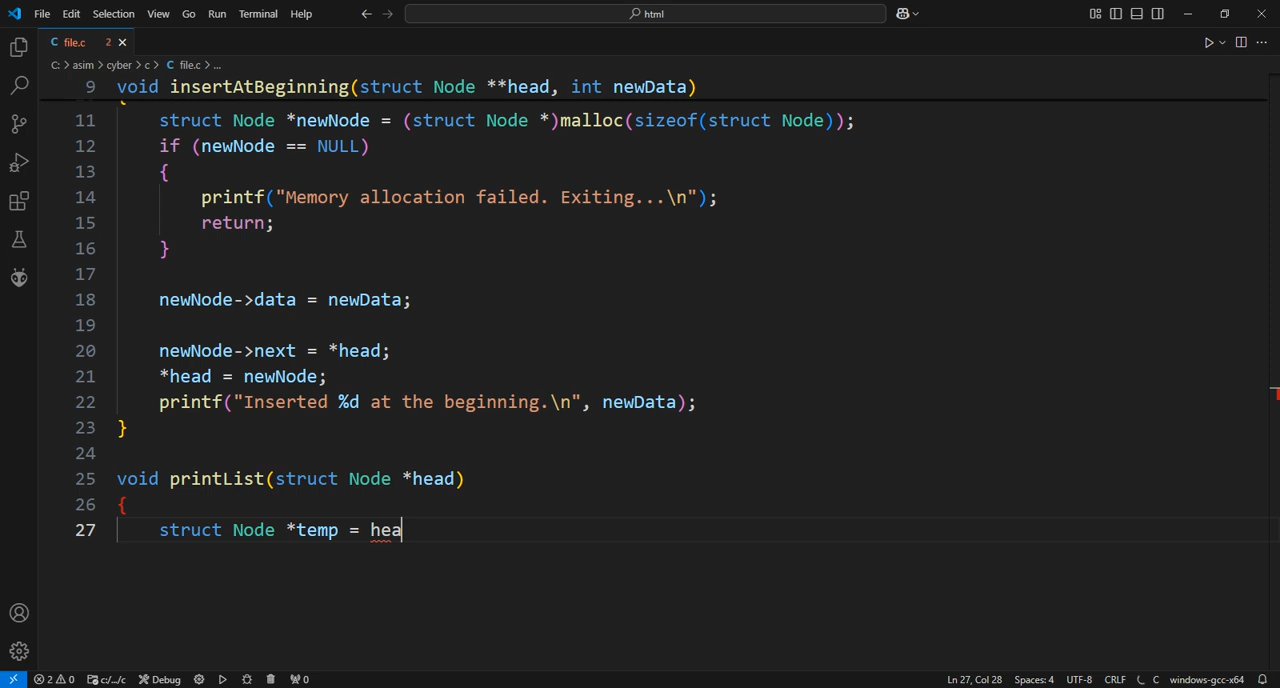 File Edit Selection View Go Run Terminal Help html
C file.c 2
C: > asim > cyber > c > C file.c > ...
9 void insertAtBeginning(struct Node **head, int newData)
11 struct Node *newNode = (struct Node *)malloc(sizeof(struct Node));
12 if (newNode == NULL)
13 {
14 printf("Memory allocation failed. Exiting...\n");
15 return;
16 }
17
18 newNode->data = newData;
19
20 newNode->next = *head;
21 *head = newNode;
22 printf("Inserted %d at the beginning.\n", newData);
23 }
24
25 void printList(struct Node *head)
26 {
27 struct Node *temp = hea
2 0 c:/.../c Debug 0 Ln 27, Col 28 Spaces: 4 UTF-8 CRLF C windows-gcc-x64